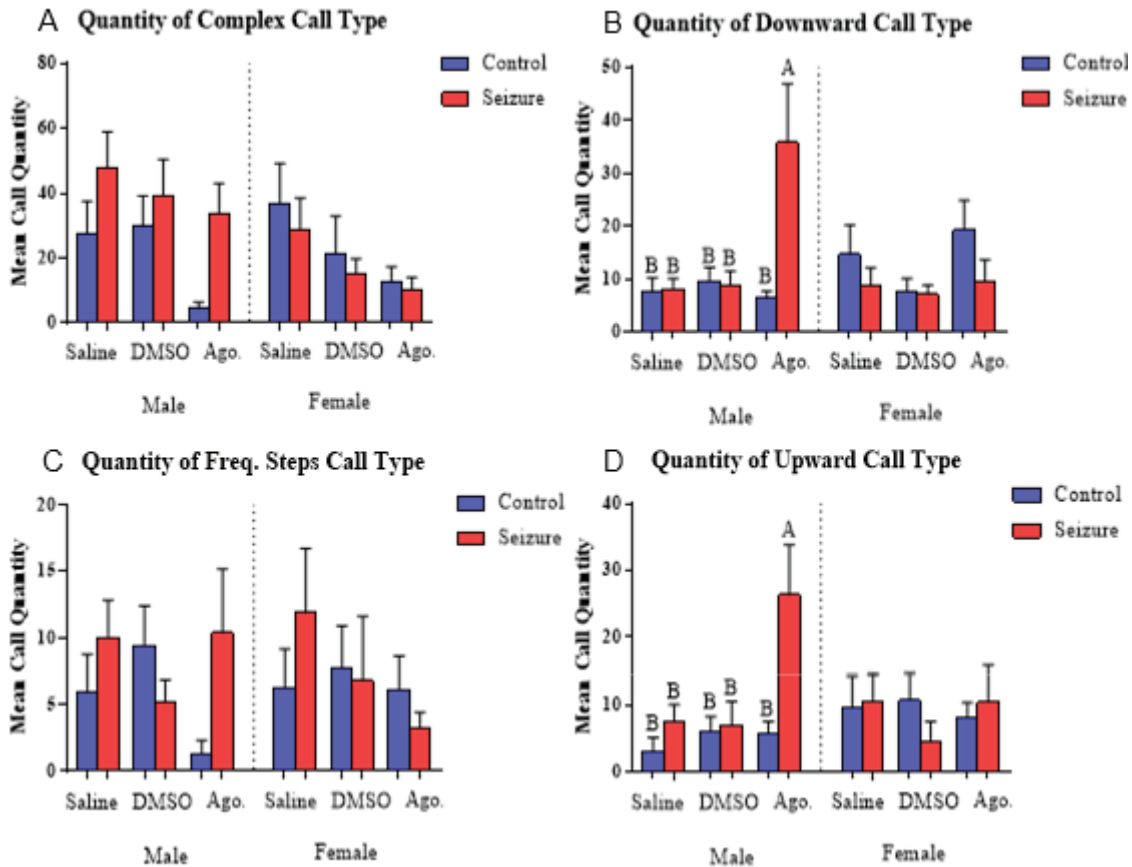 A Quantity of Complex Call Type
Control
Seizure
Mean Call Quantity
80
60
40
20
0
Saline DMSO Ago. Saline DMSO Ago.
Male Female
B Quantity of Downward Call Type
Control
Seizure
Mean Call Quantity
50
40
30
20
10
0
B B B B B A
Saline DMSO Ago. Saline DMSO Ago.
Male Female
C Quantity of Freq. Steps Call Type
Control
Seizure
Mean Call Quantity
20
15
10
5
0
Saline DMSO Ago. Saline DMSO Ago.
Male Female
D Quantity of Upward Call Type
Control
Seizure
Mean Call Quantity
40
30
20
10
0
B B B B B A
Saline DMSO Ago. Saline DMSO Ago.
Male Female